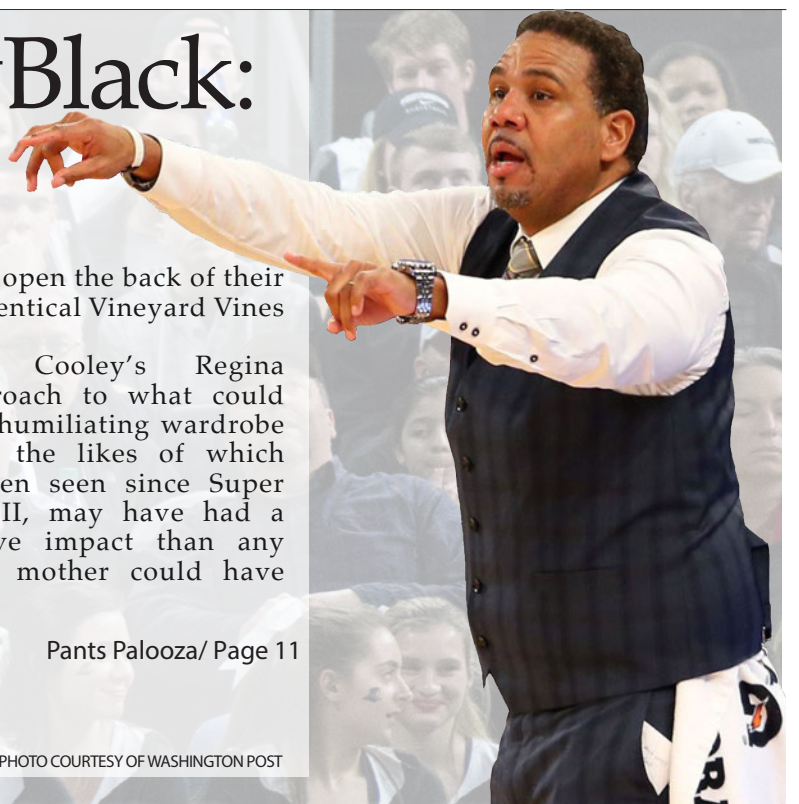 Black:
open the back of their
entical Vineyard Vines
Cooley's Regina
roach to what could
humiliating wardrobe
the likes of which
en seen since Super
II, may have had a
ve impact than any
mother could have
Pants Palooza/ Page 11
PHOTO COURTESY OF WASHINGTON POST